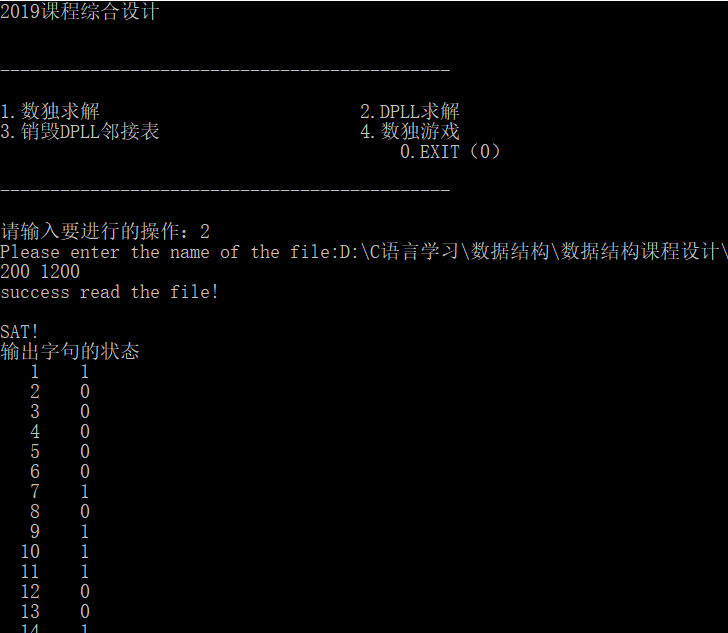 2019课程综合设计
----------------------------------------------
1.数独求解 2.DPLL求解
3.销毁DPLL邻接表 4.数独游戏
0.EXIT（0）
----------------------------------------------
请输入要进行的操作：2
Please enter the name of the file:D:\C语言学习\数据结构\数据结构课程设计\
200 1200
success read the file!
SAT!
输出字句的状态
1 1
2 0
3 0
4 0
5 0
6 0
7 1
8 0
9 1
10 1
11 1
12 0
13 0
14 1